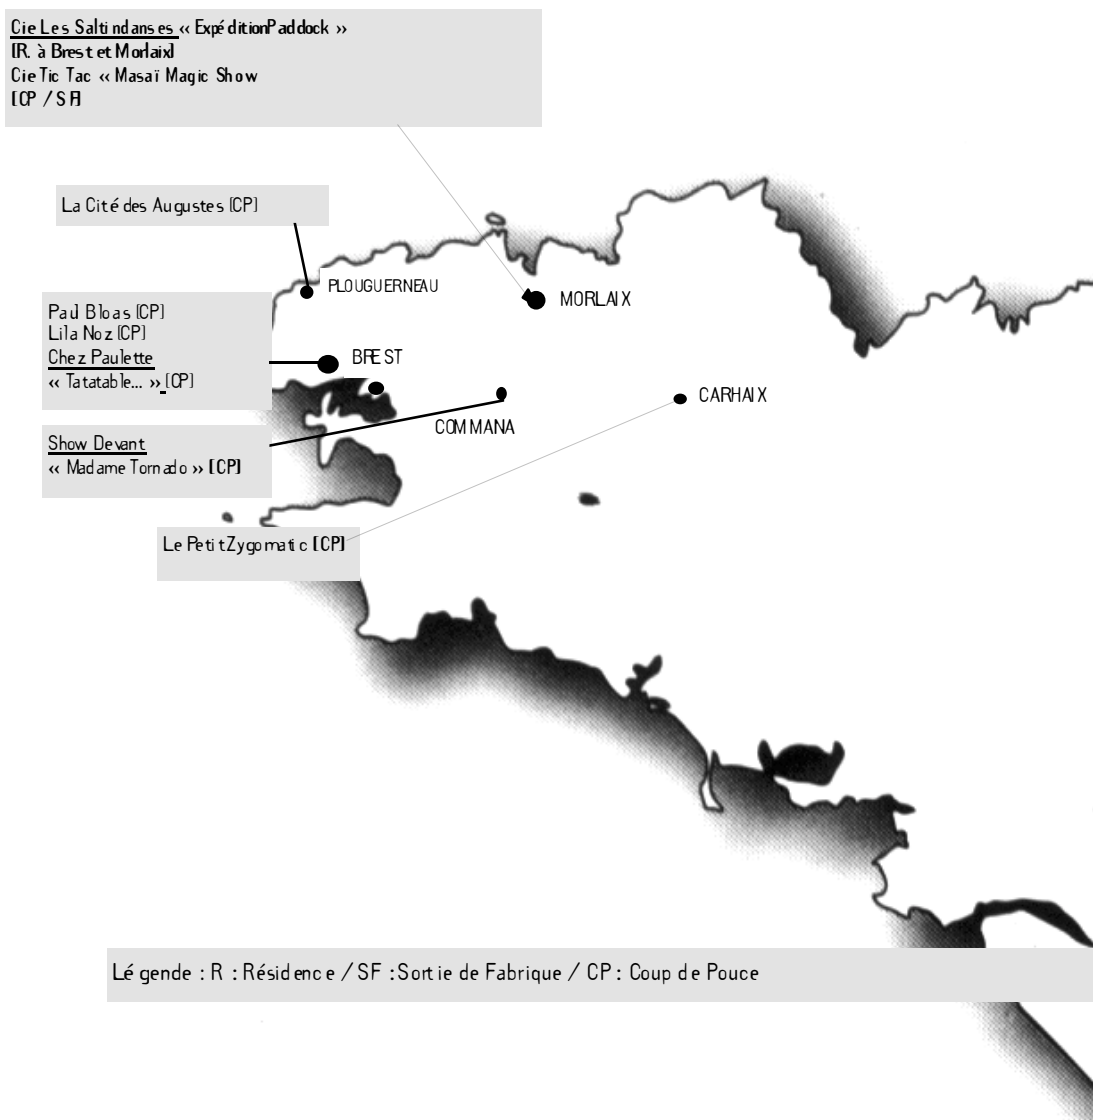 Cie Les Saltindanses « ExpéditionPaddock »
[R. à Brest et Morlaix]
Cie Tic Tac « Masaï Magic Show
[CP / SF]
La Cité des Augustes [CP]
PLOUGUERNEAU
MORLAIX
Paul Bloas [CP]
Lila Noz [CP]
Chez Paulette
« Tatatable... » [CP]
BREST
CARHAIX
COMMANA
Show Devant
« Madame Tornado » [CP]
Le Petit Zygomatic [CP]
Légende : R : Résidence / SF : Sortie de Fabrique / CP : Coup de Pouce